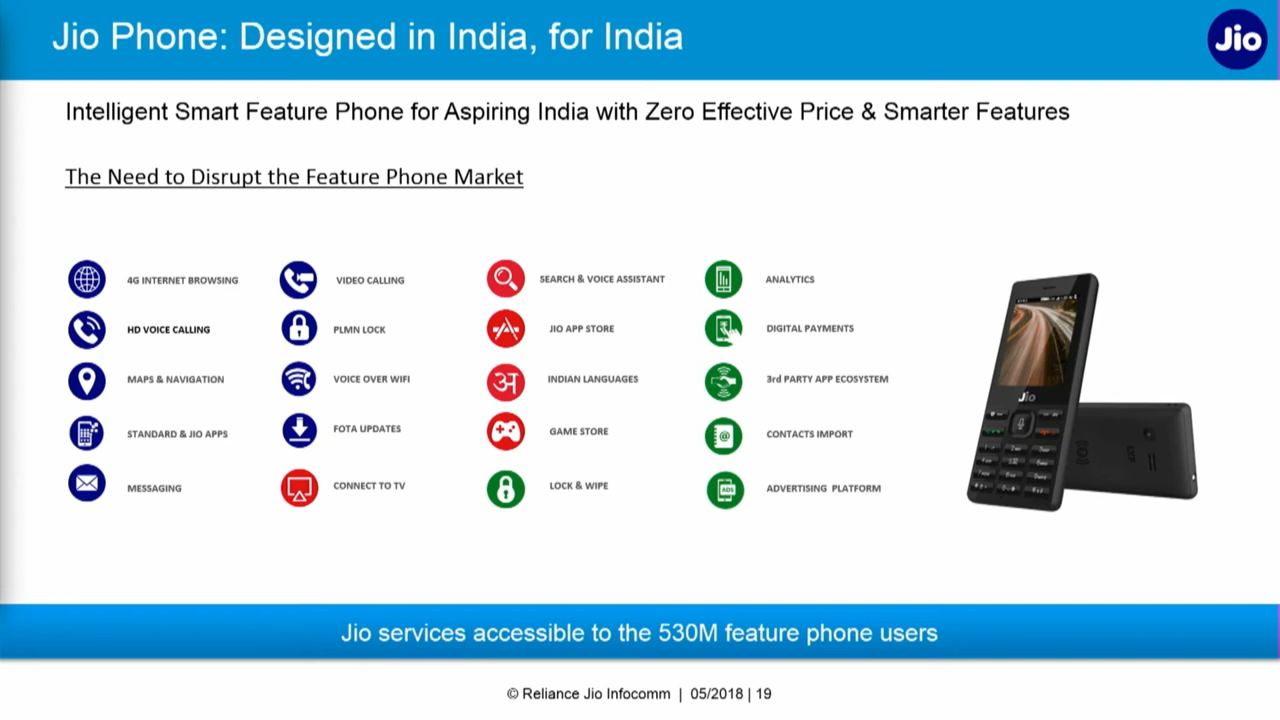 Jio Phone: Designed in India, for India
Jio
Intelligent Smart Feature Phone for Aspiring India with Zero Effective Price & Smarter Features
The Need to Disrupt the Feature Phone Market
4G INTERNET BROWSING
HD VOICE CALLING
MAPS & NAVIGATION
STANDARD & JIO APPS
MESSAGING
VIDEO CALLING
PLMN LOCK
VOICE OVER WIFI
FOTA UPDATES
CONNECT TO TV
SEARCH & VOICE ASSISTANT
JIO APP STORE
अ INDIAN LANGUAGES
GAME STORE
LOCK & WIPE
ANALYTICS
DIGITAL PAYMENTS
3rd PARTY APP ECOSYSTEM
@ CONTACTS IMPORT
ADS ADVERTISING PLATFORM
Jio
LYF
Jio services accessible to the 530M feature phone users
© Reliance Jio Infocomm | 05/2018 | 19